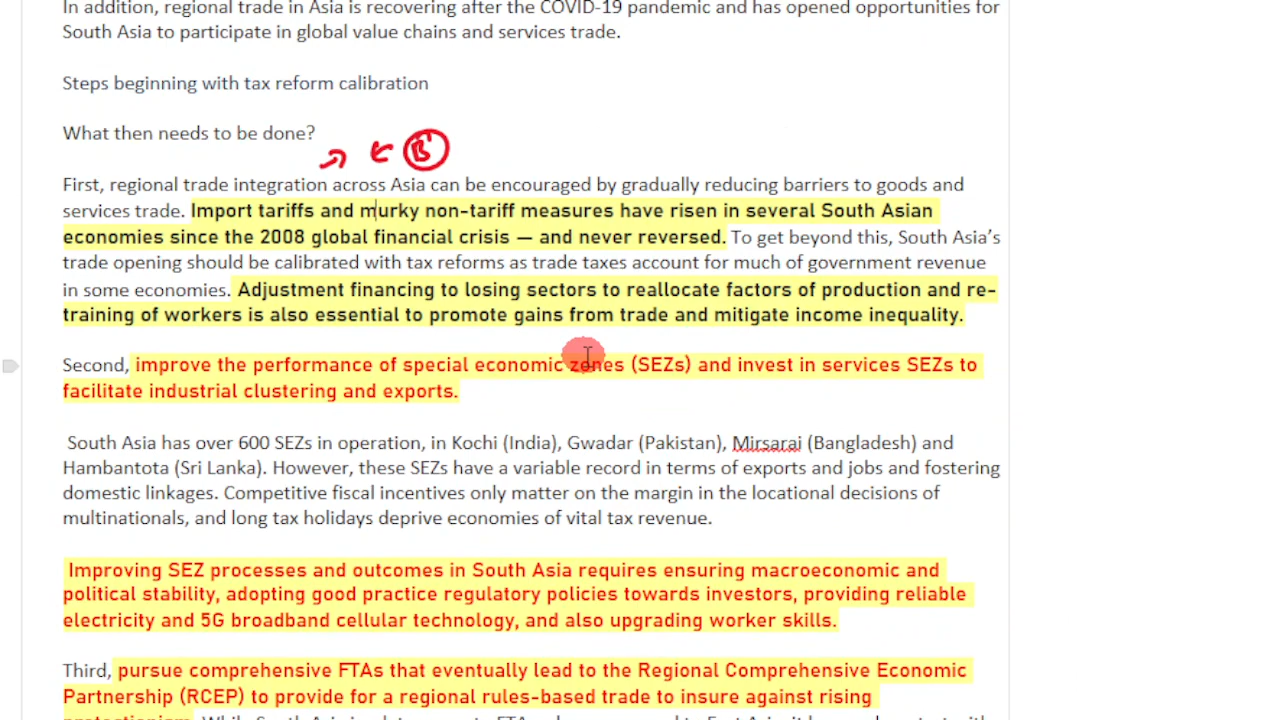 In addition, regional trade in Asia is recovering after the COVID-19 pandemic and has opened opportunities for
South Asia to participate in global value chains and services trade.
Steps beginning with tax reform calibration
What then needs to be done?
B
First, regional trade integration across Asia can be encouraged by gradually reducing barriers to goods and
services trade. Import tariffs and murky non-tariff measures have risen in several South Asian
economies since the 2008 global financial crisis — and never reversed. To get beyond this, South Asia's
trade opening should be calibrated with tax reforms as trade taxes account for much of government revenue
in some economies. Adjustment financing to losing sectors to reallocate factors of production and re-
training of workers is also essential to promote gains from trade and mitigate income inequality.
Second, improve the performance of special economic zones (SEZs) and invest in services SEZs to
facilitate industrial clustering and exports.
South Asia has over 600 SEZs in operation, in Kochi (India), Gwadar (Pakistan), Mirsarai (Bangladesh) and
Hambantota (Sri Lanka). However, these SEZs have a variable record in terms of exports and jobs and fostering
domestic linkages. Competitive fiscal incentives only matter on the margin in the locational decisions of
multinationals, and long tax holidays deprive economies of vital tax revenue.
Improving SEZ processes and outcomes in South Asia requires ensuring macroeconomic and
political stability, adopting good practice regulatory policies towards investors, providing reliable
electricity and 5G broadband cellular technology, and also upgrading worker skills.
Third, pursue comprehensive FTAs that eventually lead to the Regional Comprehensive Economic
Partnership (RCEP) to provide for a regional rules-based trade to insure against rising